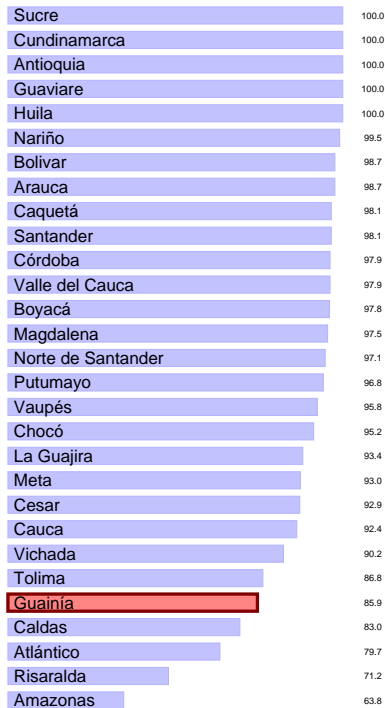 Sucre 100.0
Cundinamarca 100.0
Antioquia 100.0
Guaviare 100.0
Huila 100.0
Nariño 99.5
Bolivar 98.7
Arauca 98.7
Caquetá 98.1
Santander 98.1
Córdoba 97.9
Valle del Cauca 97.9
Boyacá 97.8
Magdalena 97.5
Norte de Santander 97.1
Putumayo 96.8
Vaupés 95.8
Chocó 95.2
La Guajira 93.4
Meta 93.0
Cesar 92.9
Cauca 92.4
Vichada 90.2
Tolima 86.8
Guainía 85.9
Caldas 83.0
Atlántico 79.7
Risaralda 71.2
Amazonas 63.8